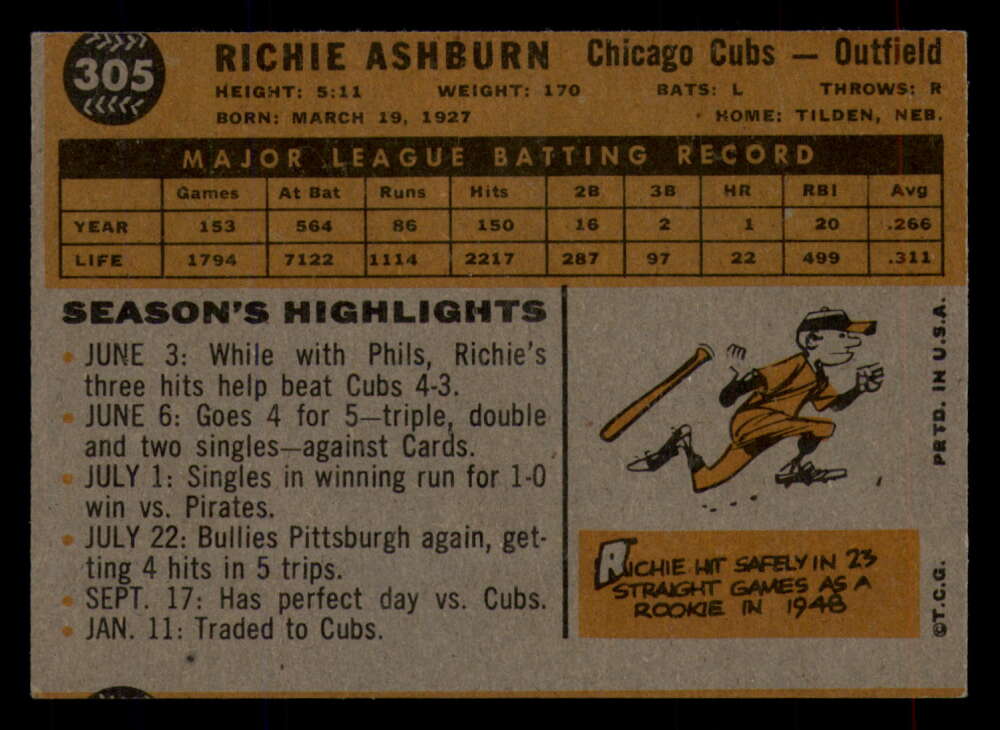 305
RICHIE ASHBURN Chicago Cubs — Outfield
HEIGHT: 5:11 WEIGHT: 170 BATS: L THROWS: R
BORN: MARCH 19, 1927 HOME: TILDEN, NEB.
MAJOR LEAGUE BATTING RECORD
Games At Bat Runs Hits 2B 3B HR RBI Avg
YEAR 153 564 86 150 16 2 1 20 .266
LIFE 1794 7122 1114 2217 287 97 22 499 .311
SEASON'S HIGHLIGHTS
• JUNE 3: While with Phils, Richie's
three hits help beat Cubs 4-3.
• JUNE 6: Goes 4 for 5—triple, double
and two singles—against Cards.
• JULY 1: Singles in winning run for 1-0
win vs. Pirates.
• JULY 22: Bullies Pittsburgh again, get-
ting 4 hits in 5 trips.
• SEPT. 17: Has perfect day vs. Cubs.
• JAN. 11: Traded to Cubs.
RICHIE HIT SAFELY IN 23
STRAIGHT GAMES AS A
ROOKIE IN 1948
©T.C.G. PRTD. IN U.S.A.